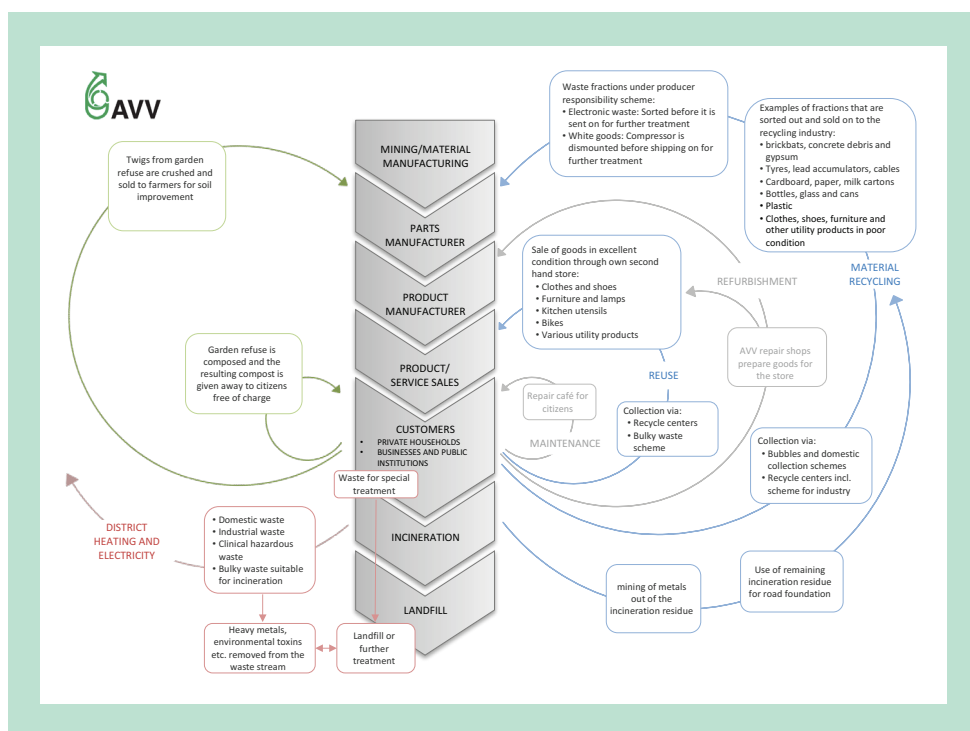 AVV
Waste fractions under producer
responsibility scheme:
• Electronic waste: Sorted before it is
sent on for further treatment
• White goods: Compressor is
dismounted before shipping on for
further treatment
Examples of fractions that are
sorted out and sold on to the
recycling industry:
• brickbats, concrete debris and
gypsum
• Tyres, lead accumulators, cables
• Cardboard, paper, milk cartons
• Bottles, glass and cans
• Plastic
• Clothes, shoes, furniture and
other utility products in poor
condition
Twigs from garden
refuse are crushed and
sold to farmers for soil
improvement
MINING/MATERIAL
MANUFACTURING
PARTS
MANUFACTURER
PRODUCT
MANUFACTURER
PRODUCT/
SERVICE SALES
CUSTOMERS
• PRIVATE HOUSEHOLDS
• BUSINESSES AND PUBLIC
INSTITUTIONS
INCINERATION
LANDFILL
Sale of goods in excellent
condition through own second
hand store:
• Clothes and shoes
• Furniture and lamps
• Kitchen utensils
• Bikes
• Various utility products
REFURBISHMENT
MATERIAL
RECYCLING
AVV repair shops
prepare goods for
the store
Garden refuse is
composed and the
resulting compost is
given away to citizens
free of charge
REUSE
Repair café for
citizens
MAINTENANCE
Collection via:
• Recycle centers
• Bulky waste
scheme
Collection via:
• Bubbles and domestic
collection schemes
• Recycle centers incl.
scheme for industry
Waste for special
treatment
DISTRICT
HEATING AND
ELECTRICITY
• Domestic waste
• Industrial waste
• Clinical hazardous
waste
• Bulky waste suitable
for incineration
mining of metals
out of the
incineration residue
Use of remaining
incineration residue
for road foundation
Heavy metals,
environmental toxins
etc. removed from the
waste stream
Landfill or
further
treatment